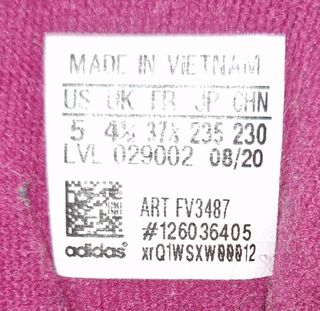 MADE IN VIETNAM
US UK FR JP CHN
5 4½ 37⅓ 235 230
LVL 029002 08/20
ART FV3487
#126036405
adidas® xrQ1WSXW00012